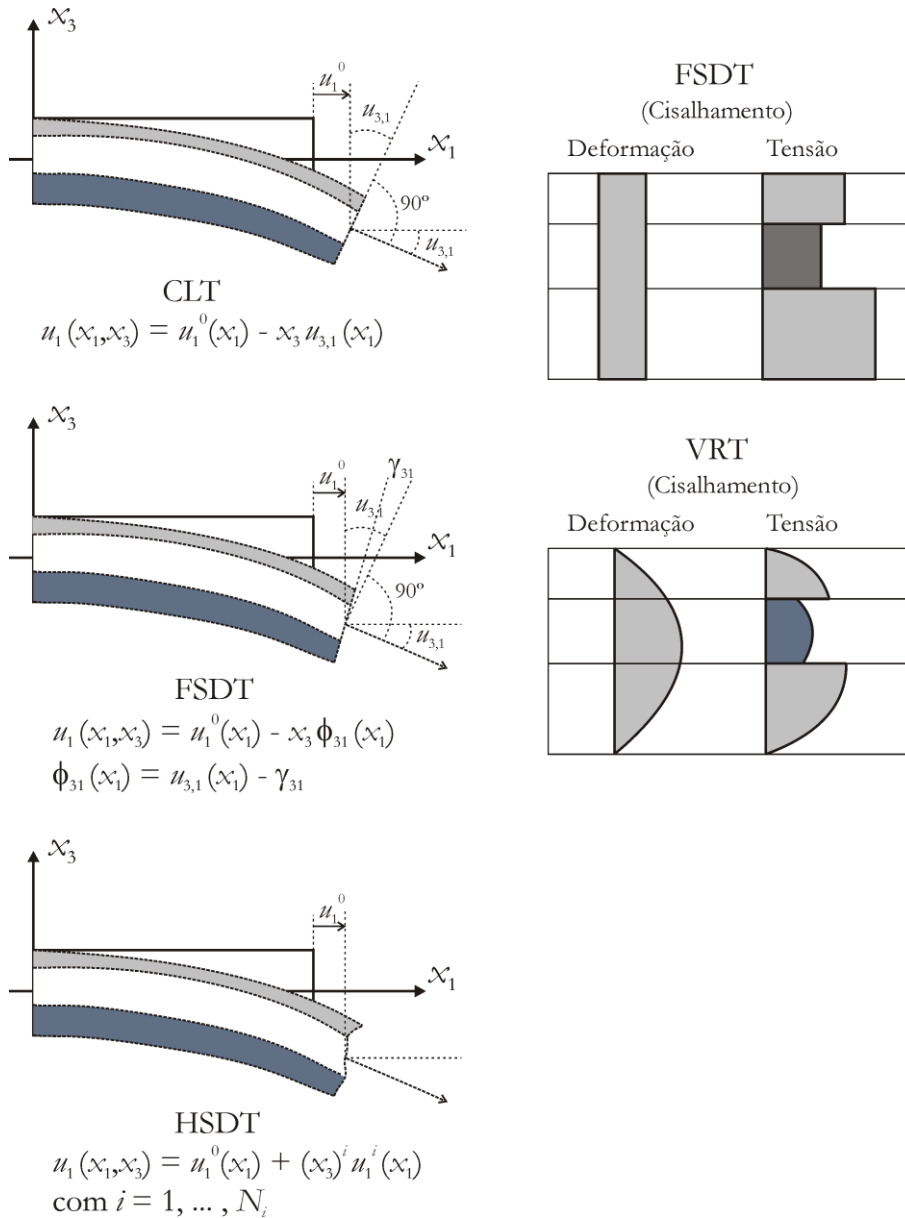 x₃
u₁⁰
u₃,₁
x₁
90º
u₃,₁
CLT
u₁(x₁,x₃) = u₁⁰(x₁) - x₃ u₃,₁(x₁)
x₃
u₁⁰
γ₃₁
u₃,₁
x₁
90º
u₃,₁
FSDT
u₁(x₁,x₃) = u₁⁰(x₁) - x₃ ϕ₃₁(x₁)
ϕ₃₁(x₁) = u₃,₁(x₁) - γ₃₁
x₃
u₁⁰
x₁
HSDT
u₁(x₁,x₃) = u₁⁰(x₁) + (x₃)ⁱ u₁ⁱ(x₁)
com i = 1, ... , Nᵢ
FSDT
(Cisalhamento)
Deformação Tensão
VRT
(Cisalhamento)
Deformação Tensão